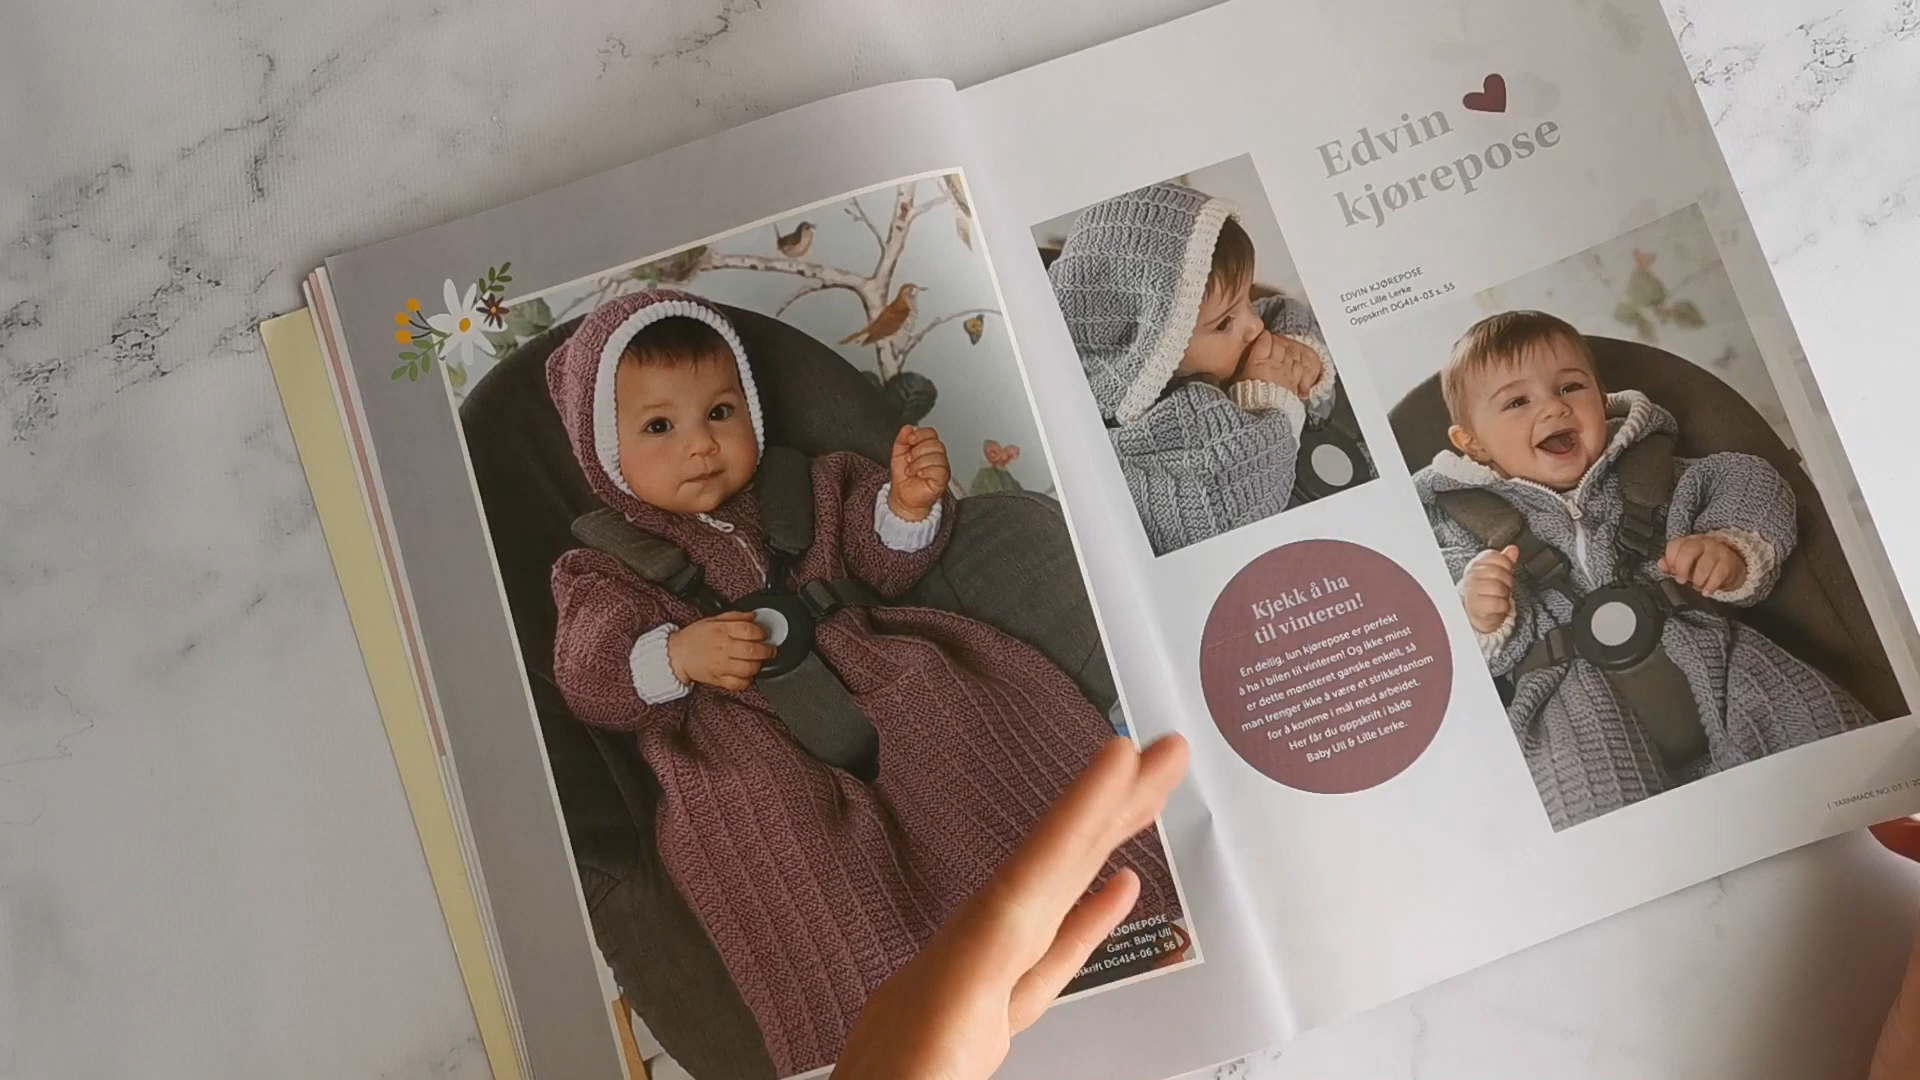 KJØREPOSE
Garn: Baby Ull
DG414-06 s. 56
Edvin
kjørepose
EDVIN KJØREPOSE
Garn: Lille Lerke
Oppskrift DG414-03 s. 55
Kjekk å ha
til vinteren!
En deilig, lun kjørepose er perfekt
å ha i bilen til vinteren! Og ikke minst
er dette mønsteret ganske enkelt, så
man trenger ikke å være et strikkefantom
for å komme i mål med arbeidet.
Her får du oppskrift i både
Baby Ull & Lille Lerke.
| YARNMADE NO. 03 |